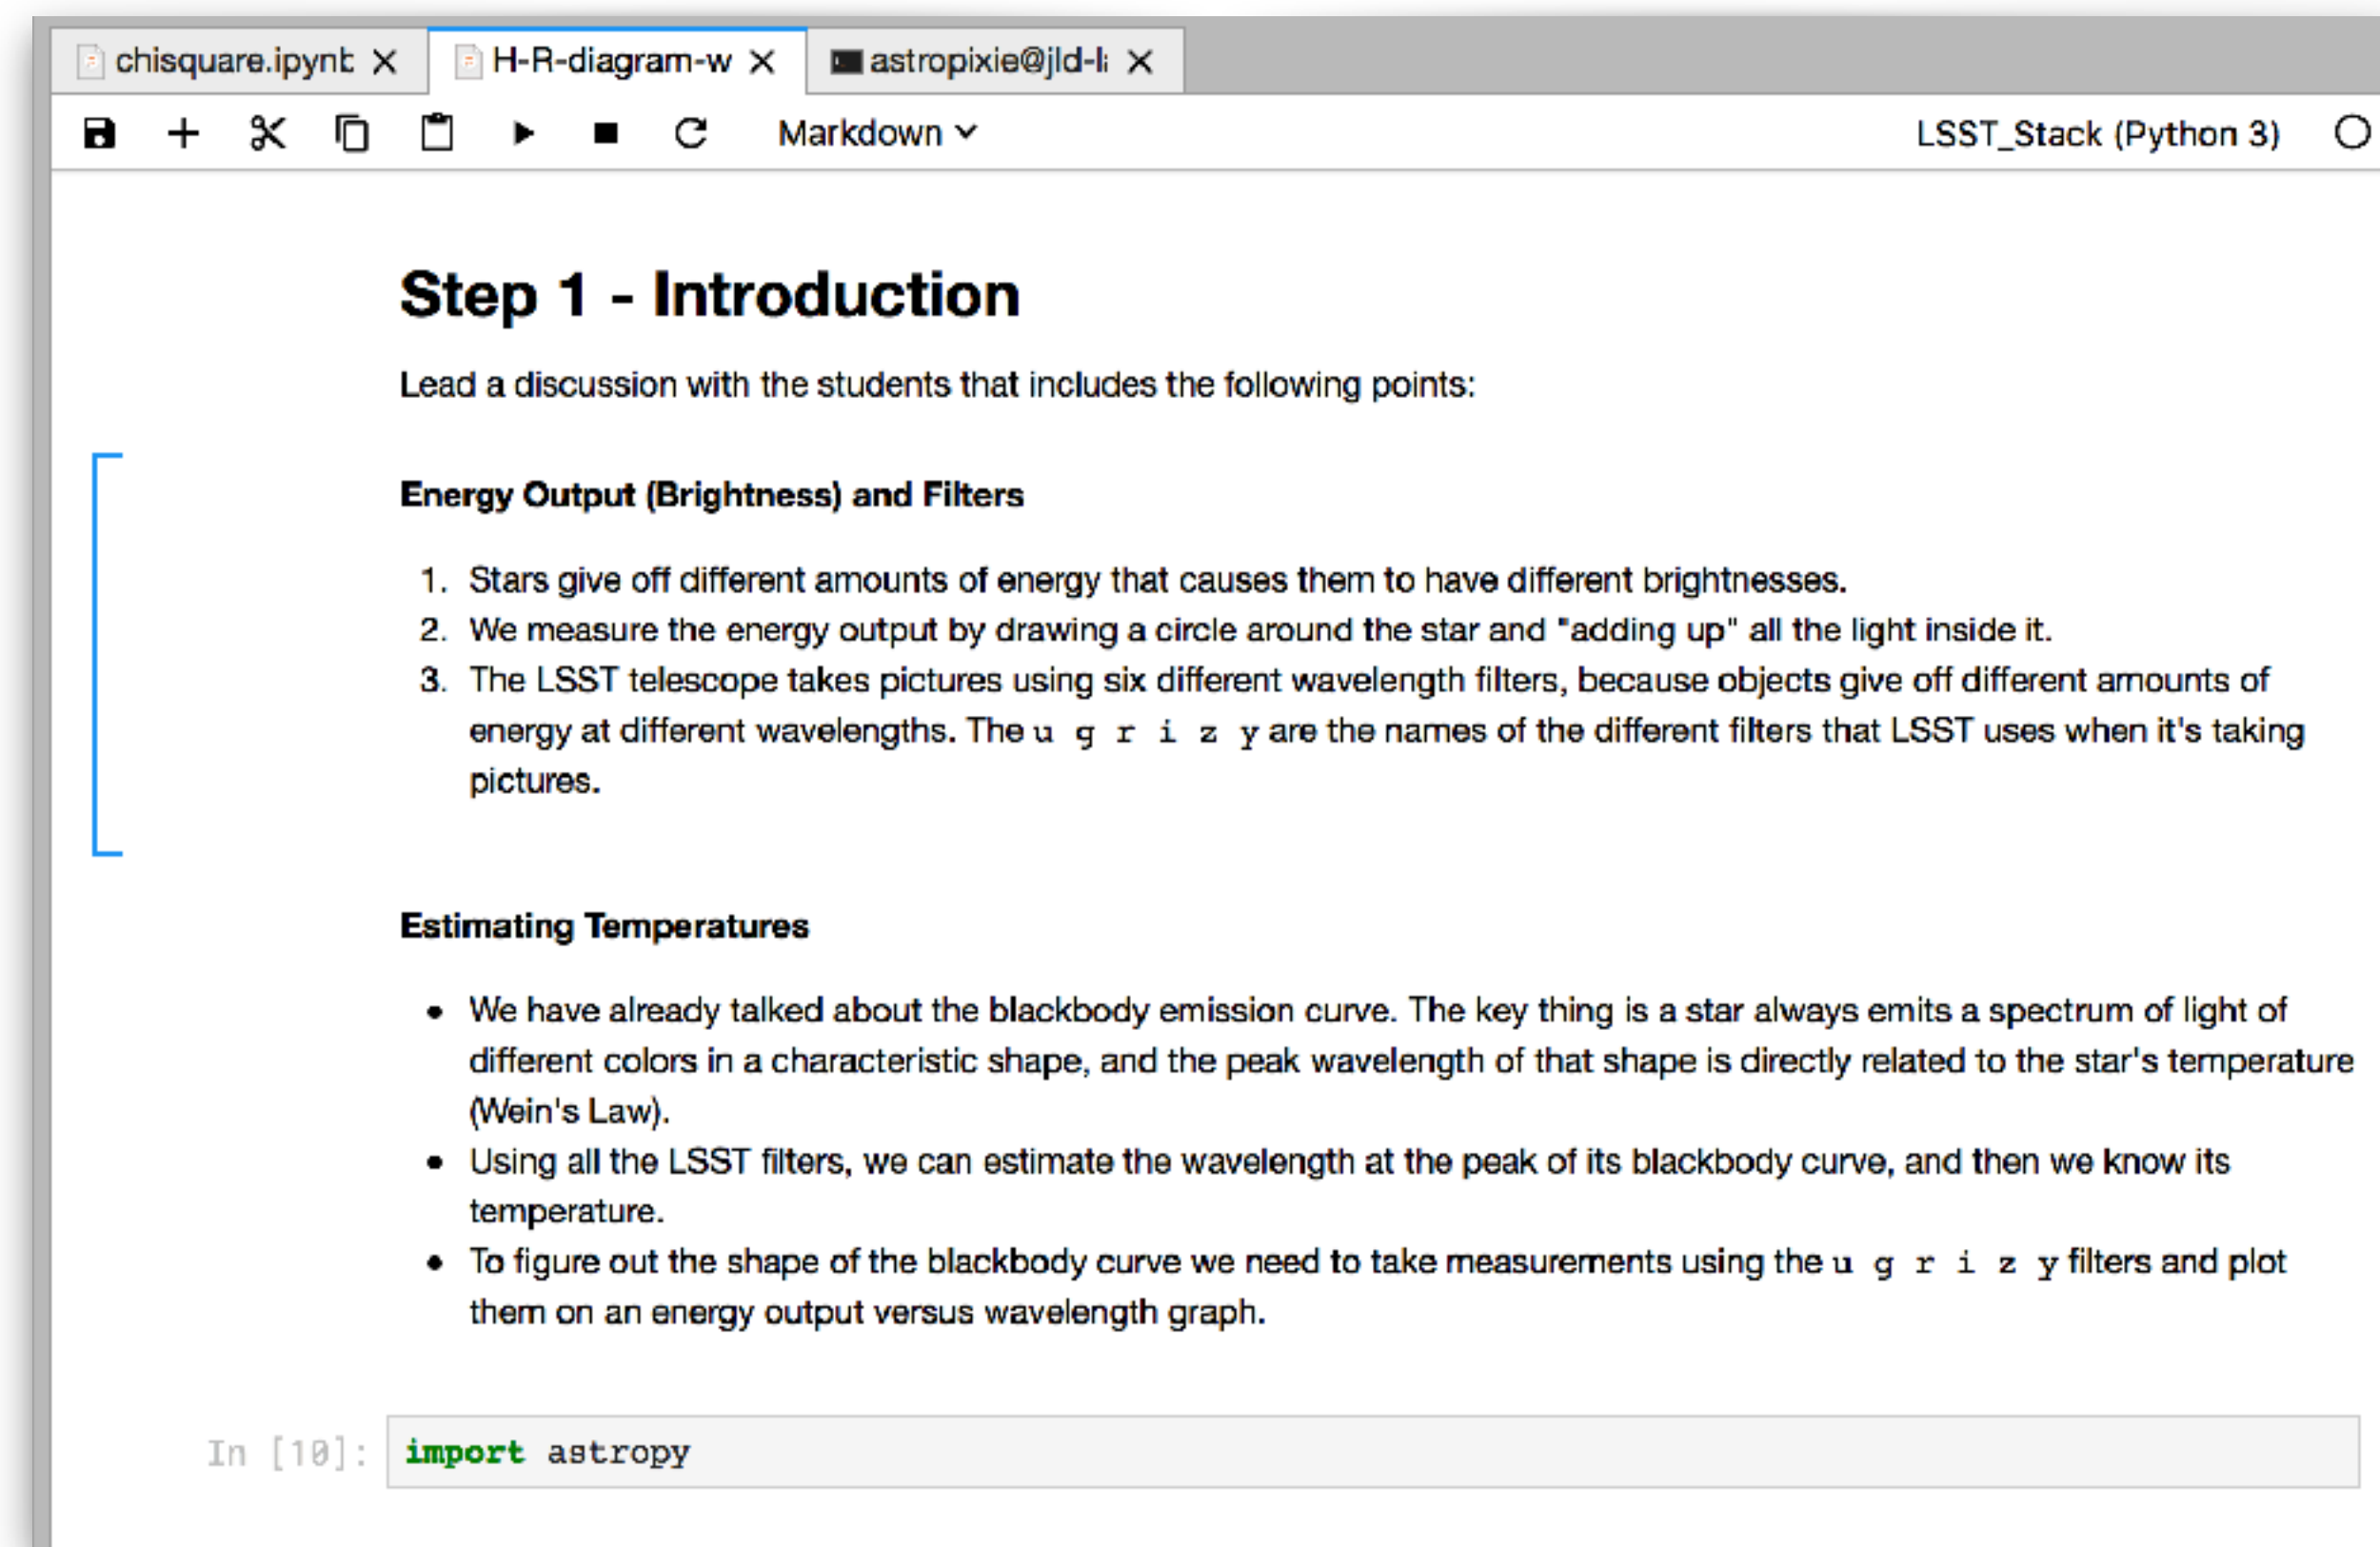 chisquare.ipynb H-R-diagram-w astropixie@jld-l
Markdown LSST_Stack (Python 3)
Step 1 - Introduction
Lead a discussion with the students that includes the following points:
Energy Output (Brightness) and Filters
1. Stars give off different amounts of energy that causes them to have different brightnesses.
2. We measure the energy output by drawing a circle around the star and "adding up" all the light inside it.
3. The LSST telescope takes pictures using six different wavelength filters, because objects give off different amounts of
energy at different wavelengths. The u g r i z y are the names of the different filters that LSST uses when it's taking
pictures.
Estimating Temperatures
• We have already talked about the blackbody emission curve. The key thing is a star always emits a spectrum of light of
different colors in a characteristic shape, and the peak wavelength of that shape is directly related to the star's temperature
(Wein's Law).
• Using all the LSST filters, we can estimate the wavelength at the peak of its blackbody curve, and then we know its
temperature.
• To figure out the shape of the blackbody curve we need to take measurements using the u g r i z y filters and plot
them on an energy output versus wavelength graph.
In [10]: import astropy